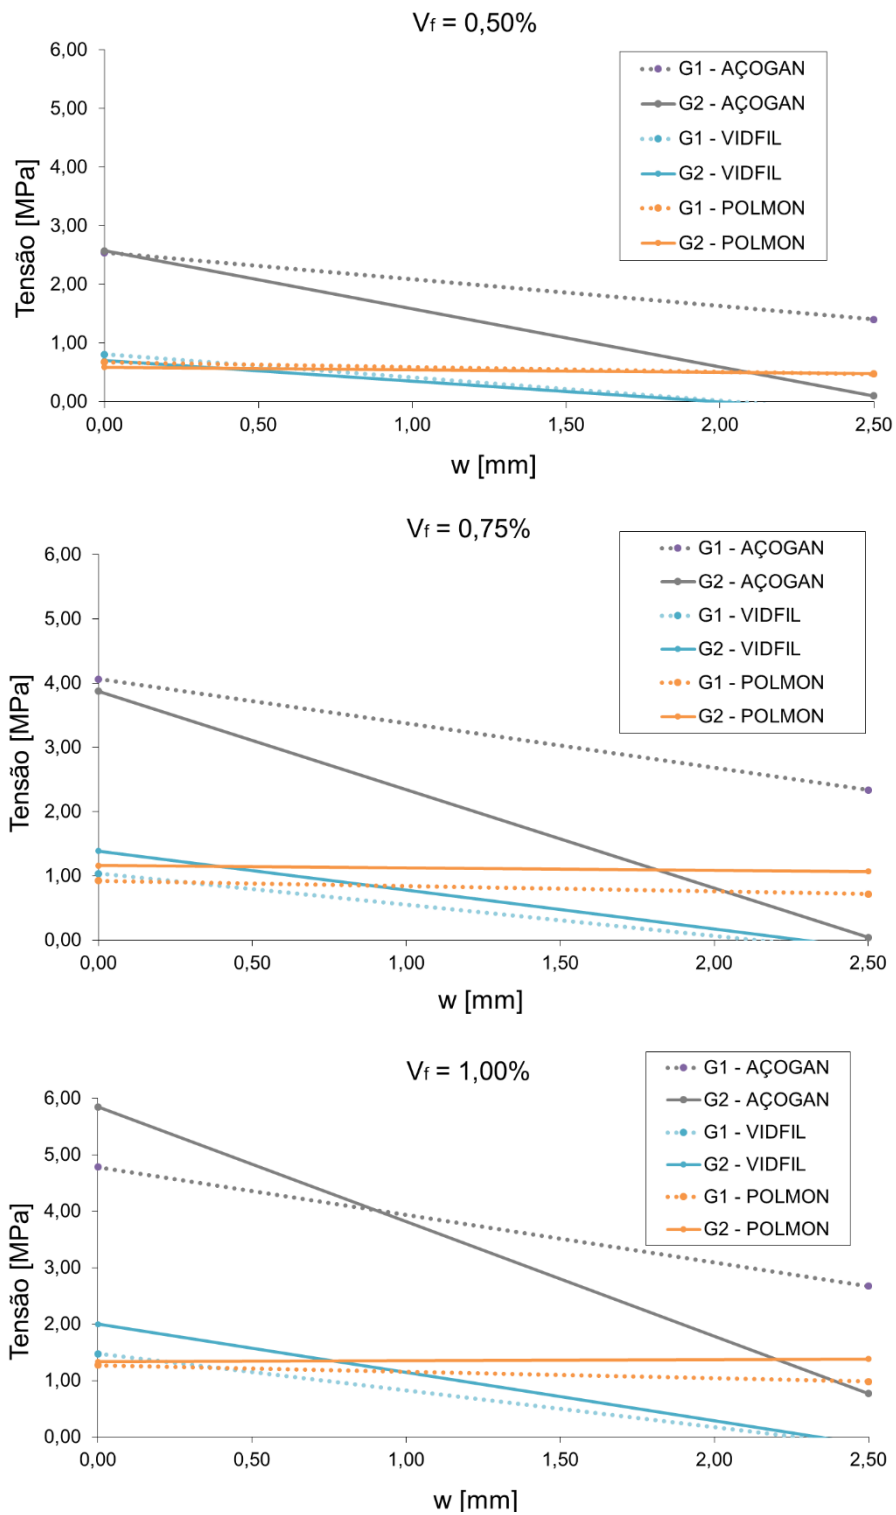 Vf = 0,50%
6,00
5,00
4,00
3,00
2,00
1,00
0,00
Tensão [MPa]
G1 - AÇOGAN
G2 - AÇOGAN
G1 - VIDFIL
G2 - VIDFIL
G1 - POLMON
G2 - POLMON
0,00 0,50 1,00 1,50 2,00 2,50
w [mm]
Vf = 0,75%
6,00
5,00
4,00
3,00
2,00
1,00
0,00
Tensão [MPa]
G1 - AÇOGAN
G2 - AÇOGAN
G1 - VIDFIL
G2 - VIDFIL
G1 - POLMON
G2 - POLMON
0,00 0,50 1,00 1,50 2,00 2,50
w [mm]
Vf = 1,00%
6,00
5,00
4,00
3,00
2,00
1,00
0,00
Tensão [MPa]
G1 - AÇOGAN
G2 - AÇOGAN
G1 - VIDFIL
G2 - VIDFIL
G1 - POLMON
G2 - POLMON
0,00 0,50 1,00 1,50 2,00 2,50
w [mm]